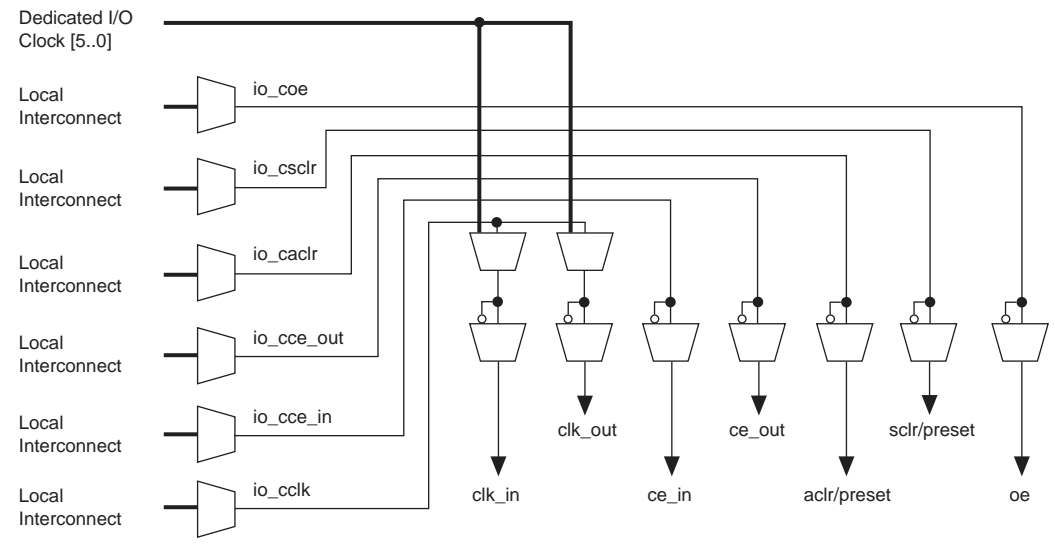 Dedicated I/O
Clock [5..0]
Local
Interconnect
io_coe
Local
Interconnect
io_csclr
Local
Interconnect
io_caclr
Local
Interconnect
io_cce_out
Local
Interconnect
io_cce_in
Local
Interconnect
io_cclk
clk_out
ce_out
sclr/preset
clk_in
ce_in
aclr/preset
oe